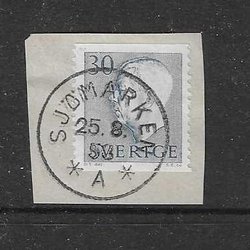 30
SJÖMARKEN
25.8.
SVERIGE
* A *